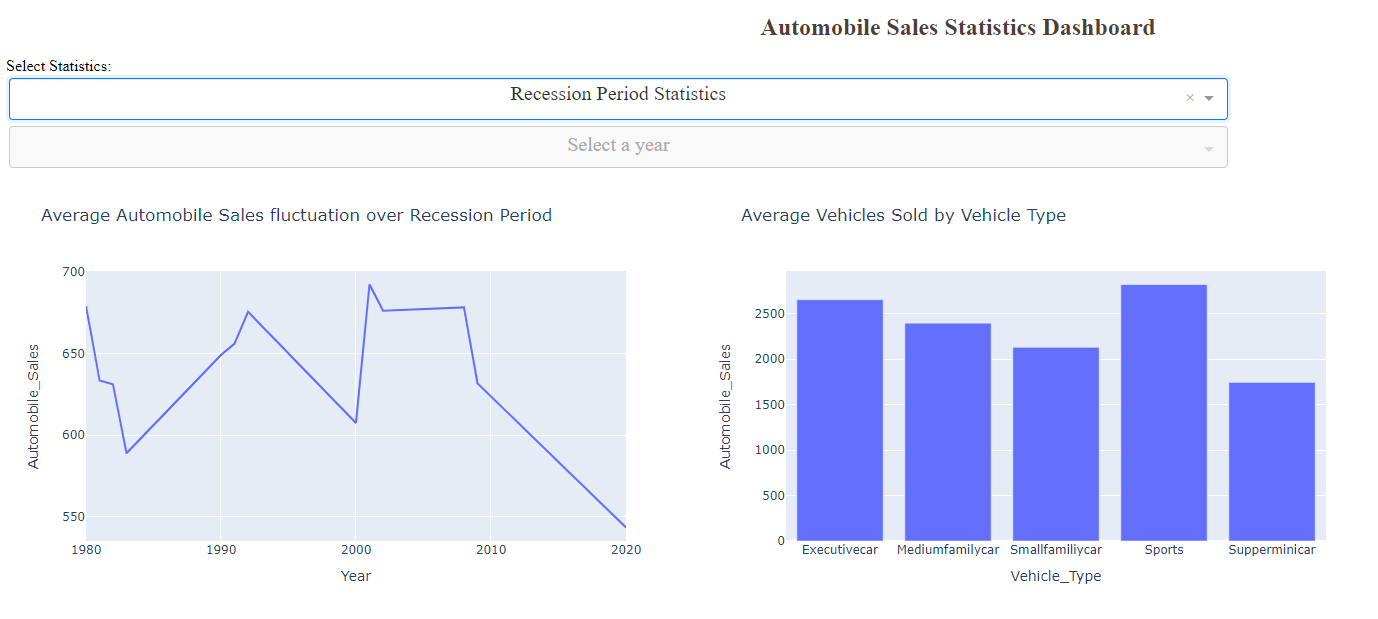 Automobile Sales Statistics Dashboard
Select Statistics:
Recession Period Statistics
×
Select a year
Average Automobile Sales fluctuation over Recession Period
700
650
600
550
Automobile_Sales
1980 1990 2000 2010 2020
Year
Average Vehicles Sold by Vehicle Type
2500
2000
1500
1000
500
0
Automobile_Sales
Executivecar Mediumfamilycar Smallfamiliycar Sports Supperminicar
Vehicle_Type